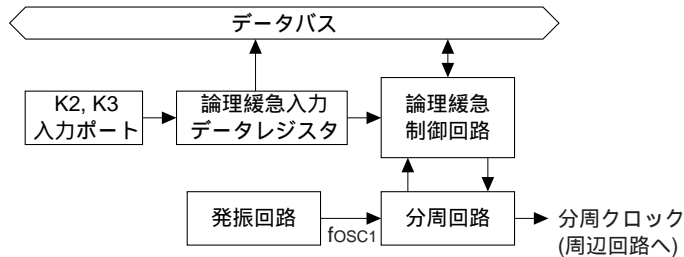 データバス
K2, K3
入力ポート
論理緩急入力
データレジスタ
論理緩急
制御回路
発振回路
fOSC1
分周回路
分周クロック
(周辺回路へ)